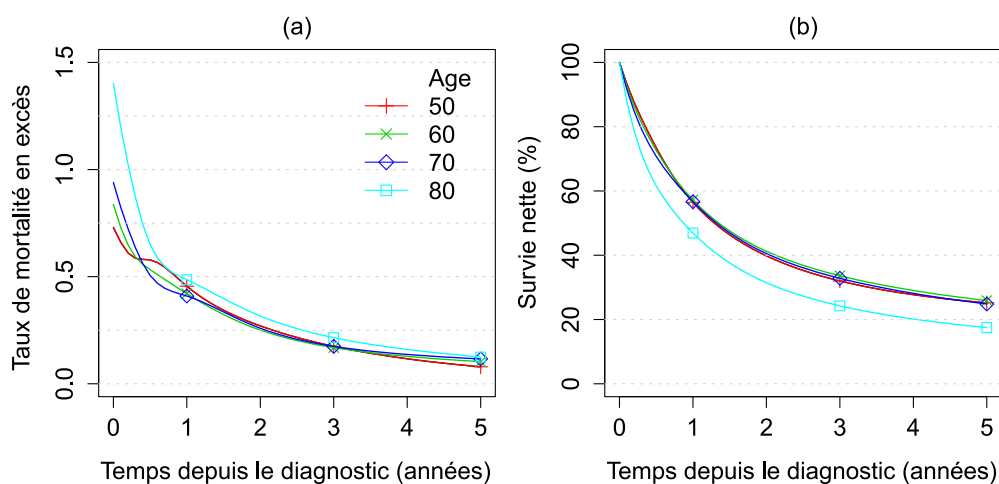 (a)
Taux de mortalité en excès
1.5
1.0
0.5
0.0
Age
50
60
70
80
0 1 2 3 4 5
Temps depuis le diagnostic (années)
(b)
Survie nette (%)
100
80
60
40
20
0
0 1 2 3 4 5
Temps depuis le diagnostic (années)